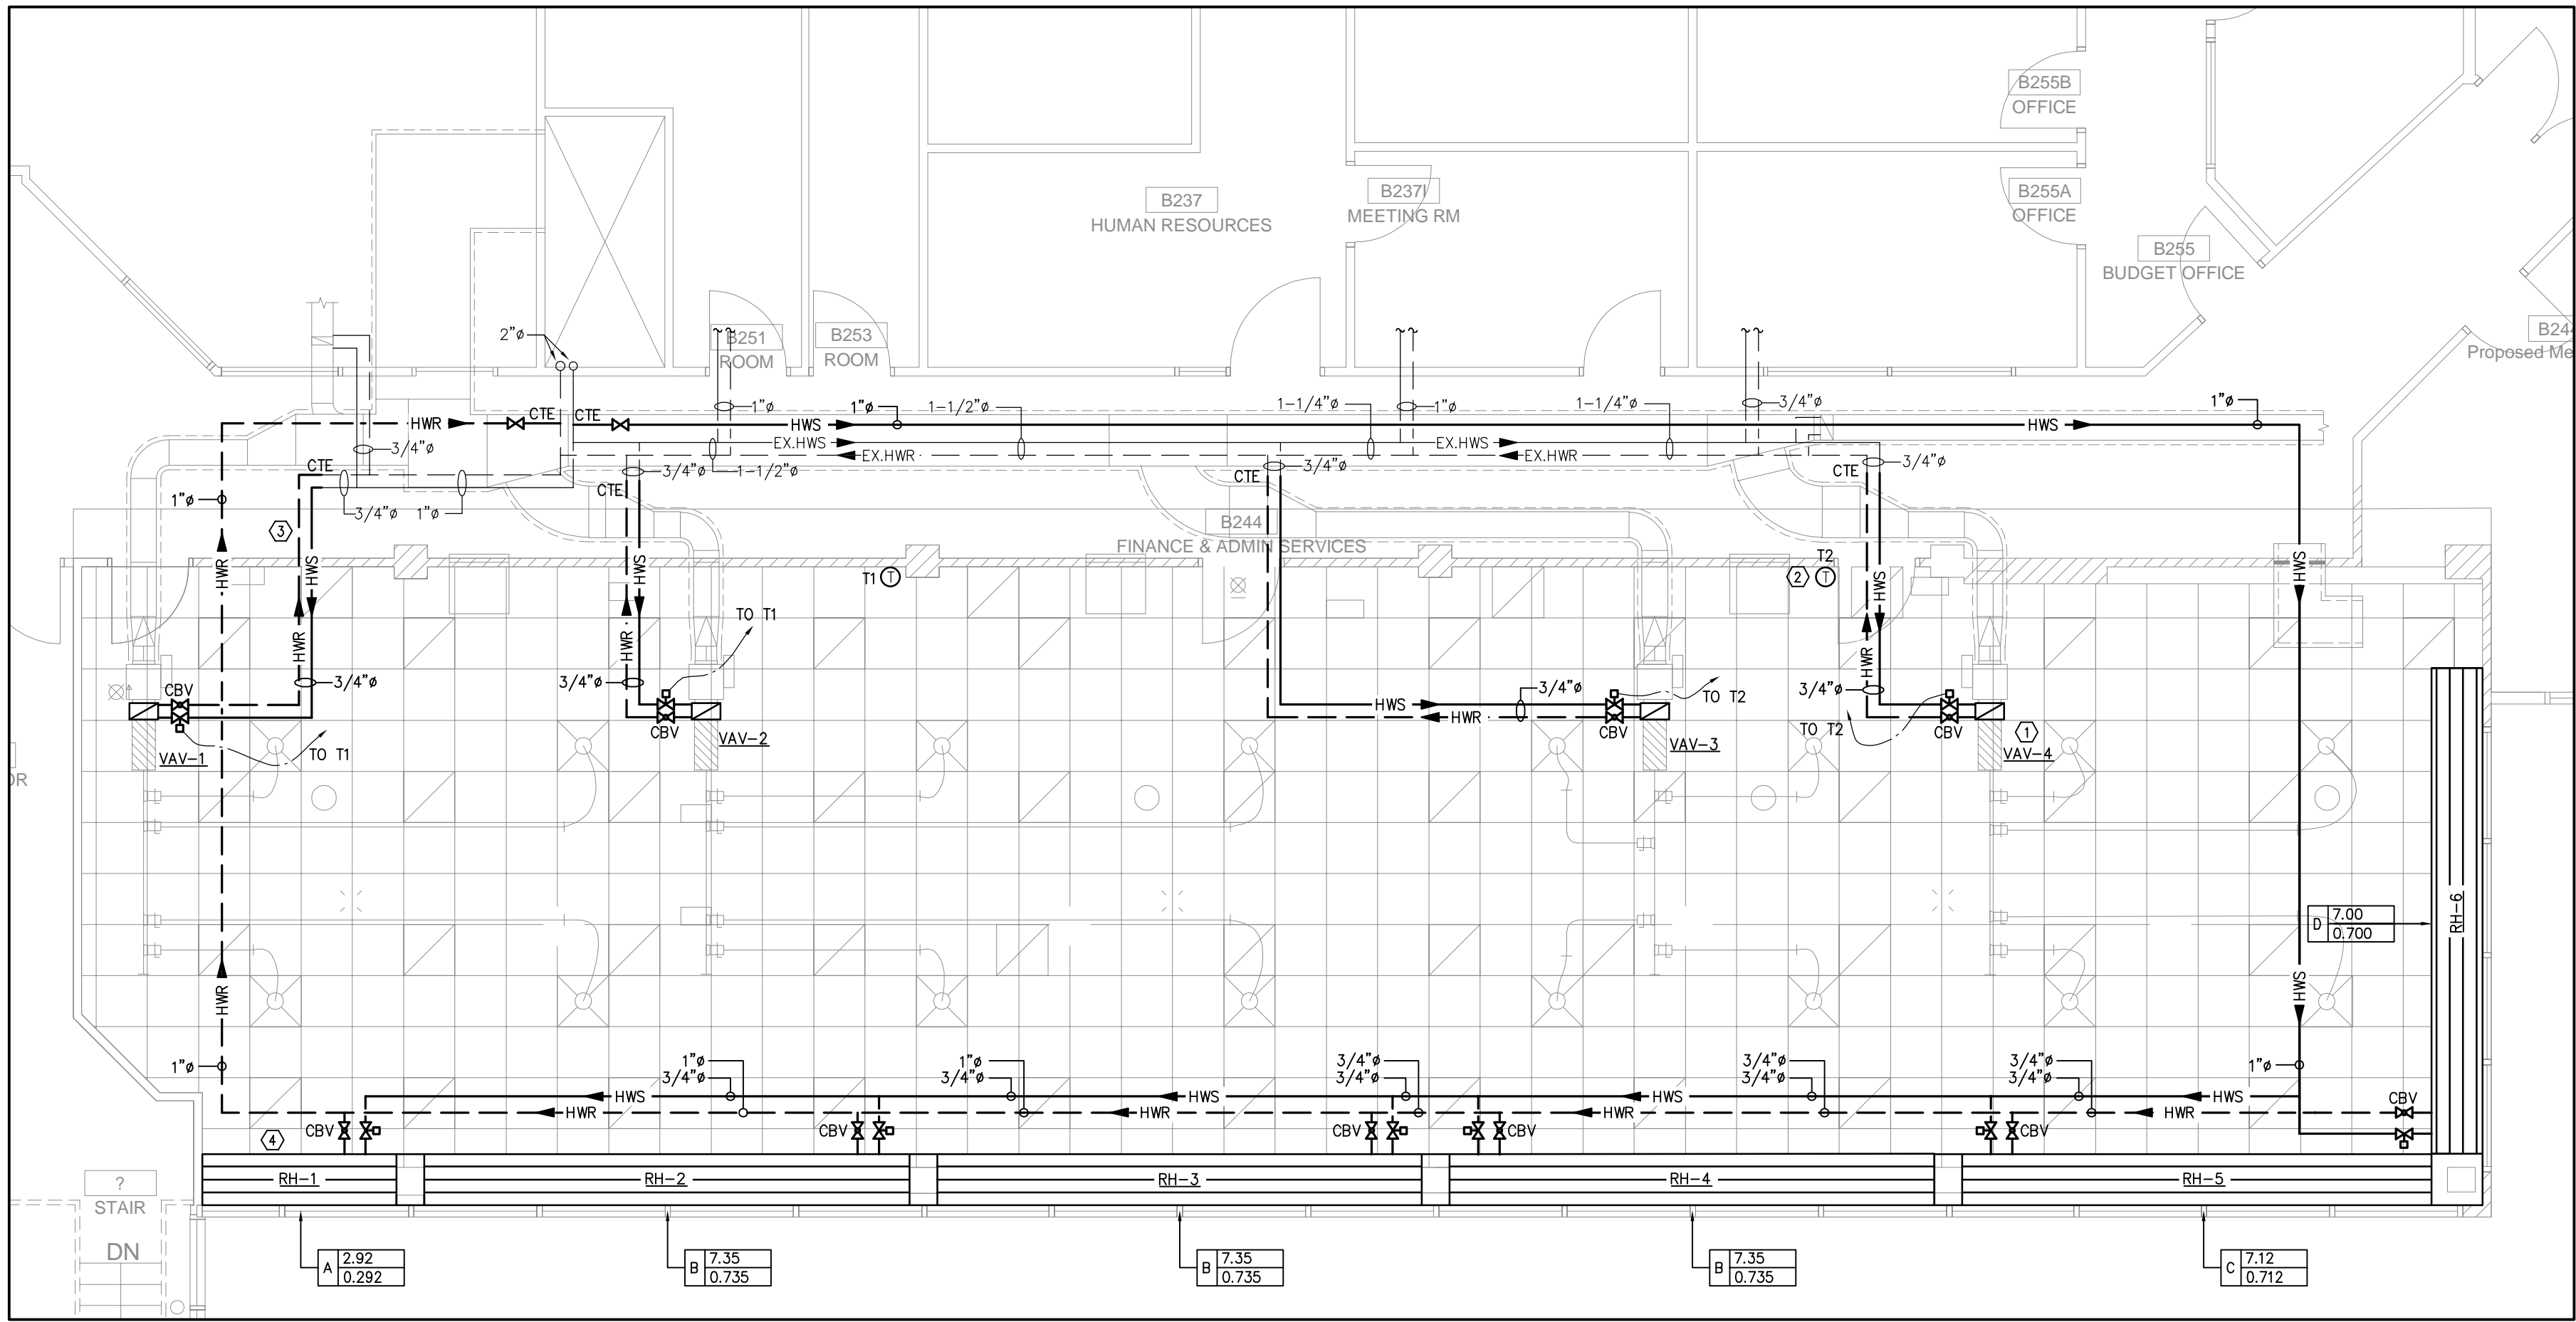 B255B
OFFICE
B237
HUMAN RESOURCES
B237I
MEETING RM
B255A
OFFICE
B255
BUDGET OFFICE
2"ø
B251
ROOM
B253
ROOM
B244
Proposed Me
1"ø
1"ø
1-1/2"ø
1-1/4"ø
1"ø
1-1/4"ø
3/4"ø
1"ø
HWR
CTE
CTE
HWS
HWS
3/4"ø
EX.HWS
EX.HWR
EX.HWS
EX.HWR
CTE
3/4"ø
1-1/2"ø
CTE
CTE
3/4"ø
CTE
3/4"ø
1"ø
3/4"ø
1"ø
3
B244
FINANCE & ADMIN SERVICES
HWR
HWS
HWS
T1
T
2
T2
T
HWS
HWS
HWR
HWR
HWR
TO T1
3/4"ø
3/4"ø
3/4"ø
3/4"ø
CBV
HWS
HWR
TO T2
TO T2
CBV
VAV-1
TO T1
CBV
VAV-2
CBV
VAV-3
CBV
1
VAV-4
OR
D
7.00
0.700
RH-6
HWR
HWS
1"ø
1"ø
3/4"ø
1"ø
3/4"ø
3/4"ø
3/4"ø
3/4"ø
3/4"ø
3/4"ø
3/4"ø
1"ø
HWS
HWS
HWS
HWS
HWR
HWR
HWR
HWR
CBV
4
CBV
CBV
CBV
CBV
CBV
RH-1
RH-2
RH-3
RH-4
RH-5
?
STAIR
DN
A
2.92
0.292
B
7.35
0.735
B
7.35
0.735
B
7.35
0.735
C
7.12
0.712